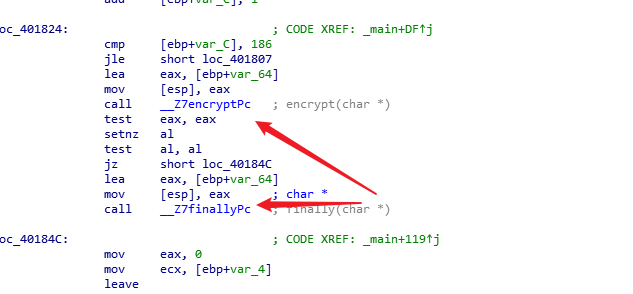 add [ebp+var_C], 1
loc_401824: ; CODE XREF: _main+DF↑j
cmp [ebp+var_C], 186
jle short loc_401807
lea eax, [ebp+var_64]
mov [esp], eax
call __Z7encryptPc ; encrypt(char *)
test eax, eax
setnz al
test al, al
jz short loc_40184C
lea eax, [ebp+var_64]
mov [esp], eax ; char *
call __Z7finallyPc ; finally(char *)
loc_40184C: ; CODE XREF: _main+119↑j
mov eax, 0
mov ecx, [ebp+var_4]
leave